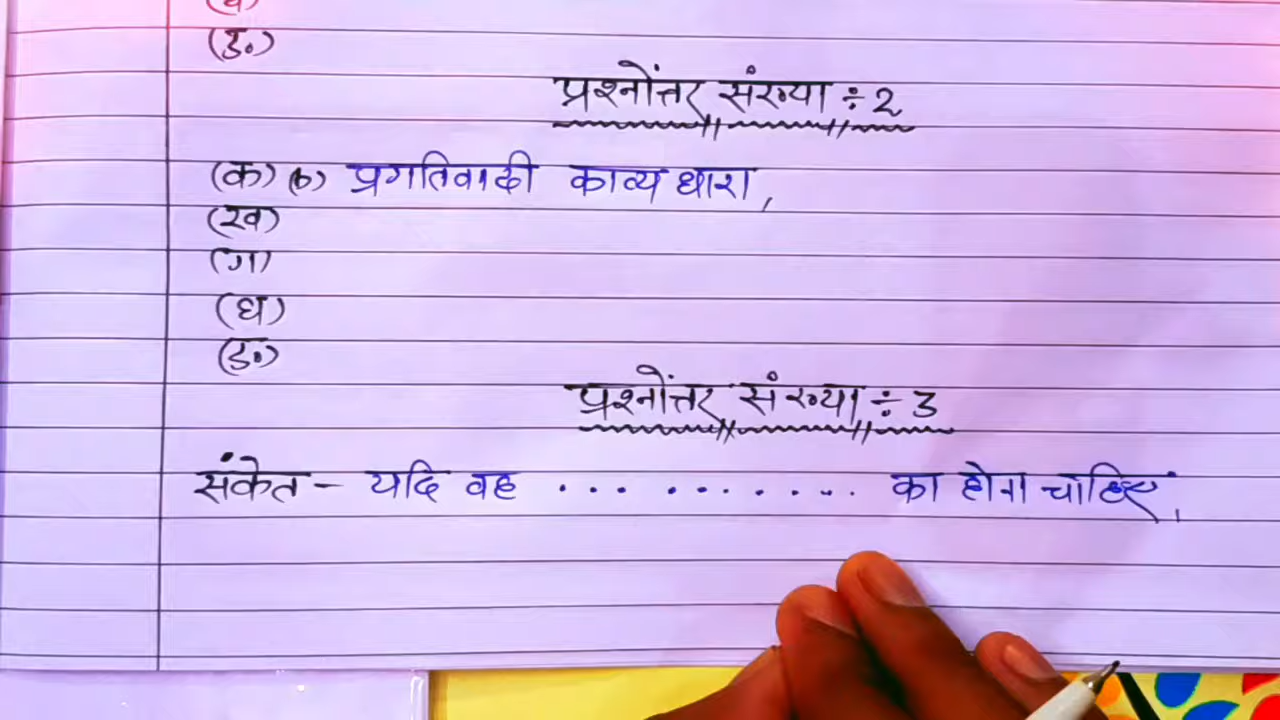 (ड.)
प्रश्नोंत्तर संख्या ÷ 2
(क) (b) प्रगतिवादी काव्य धारा,
(ख)
(ग)
(घ)
(ड.)
प्रश्नोंत्तर संख्या ÷ 3
संकेत - यदि वह ... ........ का होना चाहिए,